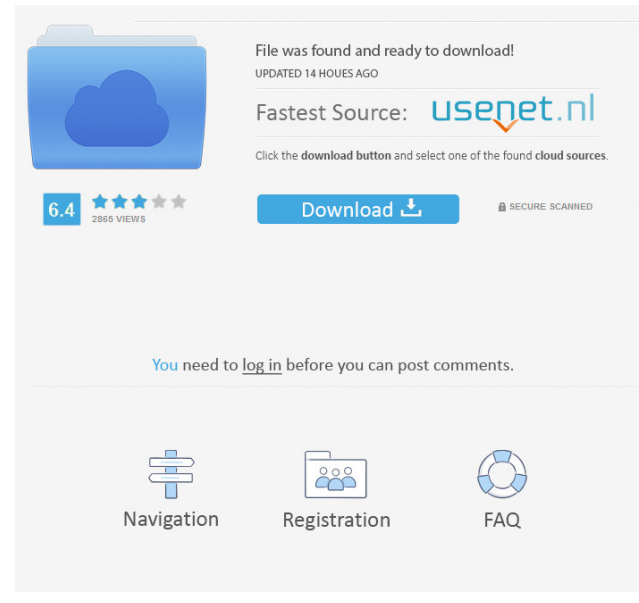 File was found and ready to download!
UPDATED 14 HOUES AGO
Fastest Source: usenet.nl
Click the download button and select one of the found cloud sources.
6.4
2865 VIEWS
Download
SECURE SCANNED
You need to log in before you can post comments.
Navigation
Registration
FAQ